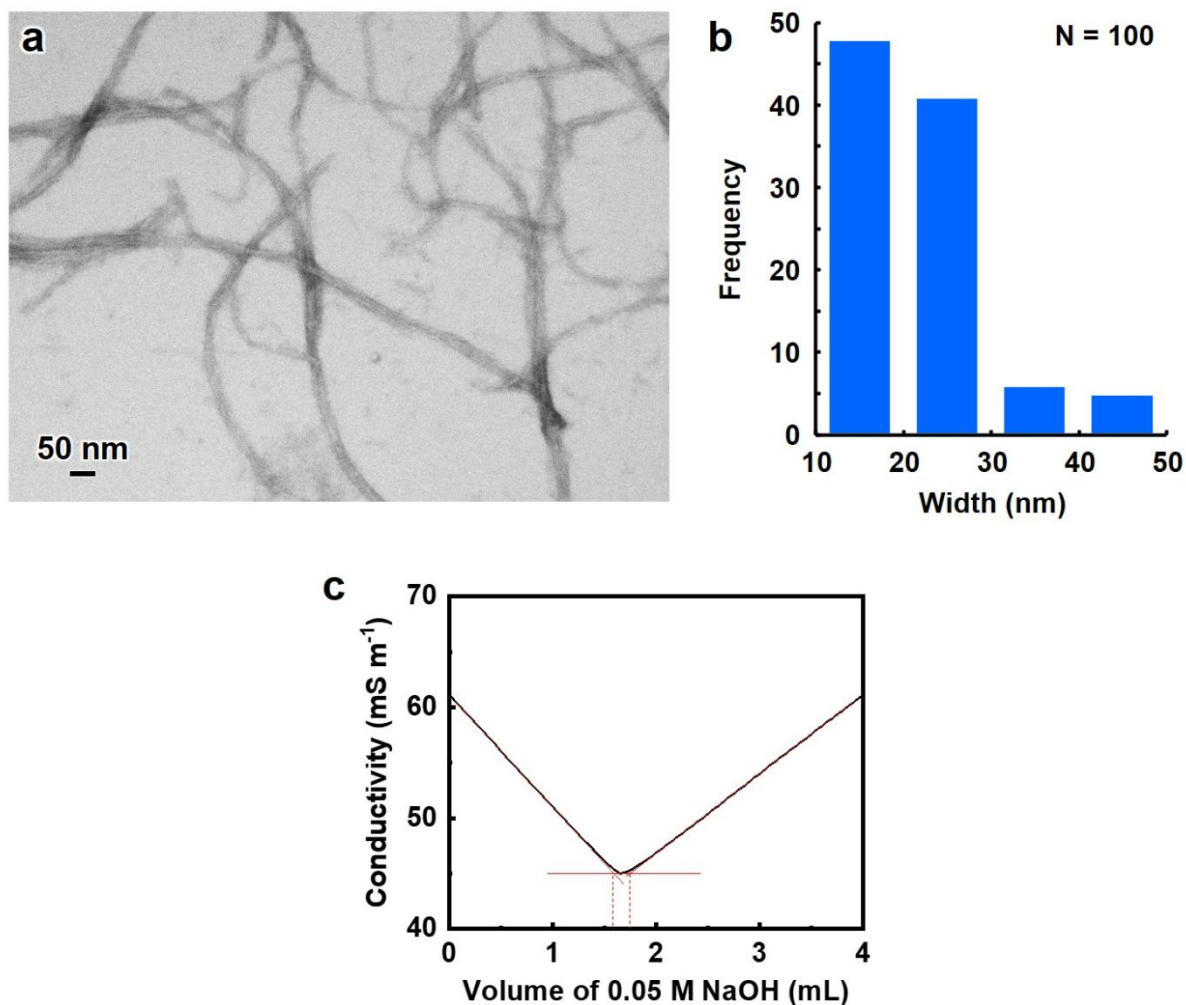 a
50 nm
b
N = 100
Frequency
50
40
30
20
10
0
10 20 30 40 50
Width (nm)
c
Conductivity (mS m⁻¹)
70
60
50
40
0 1 2 3 4
Volume of 0.05 M NaOH (mL)